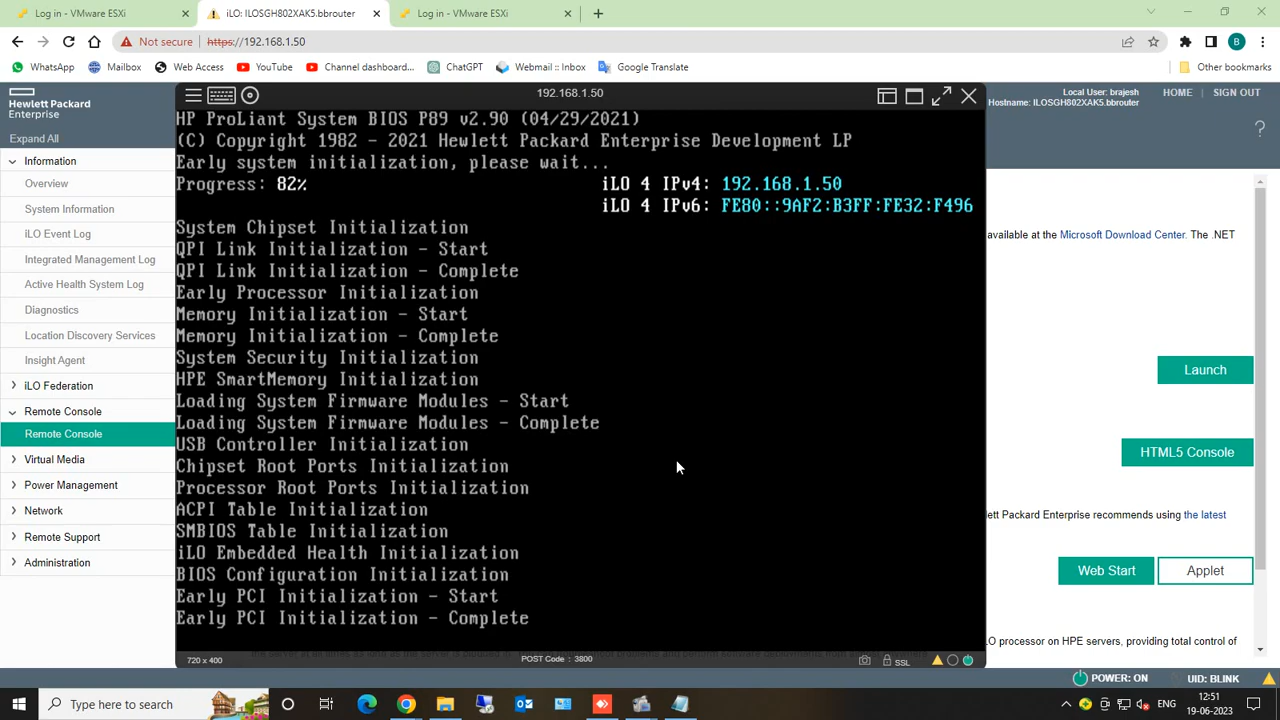 Log in - VMware ESXi
iLO: ILOSGH802XAK5.bbrouter
Log in - VMware ESXi
Not secure
https://192.168.1.50
B
WhatsApp
Mailbox
Web Access
YouTube
Channel dashboard...
ChatGPT
Webmail :: Inbox
Google Translate
Other bookmarks
Hewlett Packard
Enterprise
192.168.1.50
Local User: brajesh
Hostname: ILOSGH802XAK5.bbrouter
HOME
SIGN OUT
Expand All
Information
Overview
System Information
iLO Event Log
Integrated Management Log
Active Health System Log
Diagnostics
Location Discovery Services
Insight Agent
iLO Federation
Remote Console
Remote Console
Virtual Media
Power Management
Network
Remote Support
Administration
HP ProLiant System BIOS P89 v2.90 (04/29/2021)
(C) Copyright 1982 - 2021 Hewlett Packard Enterprise Development LP
Early system initialization, please wait...
Progress: 82%
iLO 4 IPv4: 192.168.1.50
iLO 4 IPv6: FE80::9AF2:B3FF:FE32:F496
System Chipset Initialization
QPI Link Initialization - Start
QPI Link Initialization - Complete
Early Processor Initialization
Memory Initialization - Start
Memory Initialization - Complete
System Security Initialization
HPE SmartMemory Initialization
Loading System Firmware Modules - Start
Loading System Firmware Modules - Complete
USB Controller Initialization
Chipset Root Ports Initialization
Processor Root Ports Initialization
ACPI Table Initialization
SMBIOS Table Initialization
iLO Embedded Health Initialization
BIOS Configuration Initialization
Early PCI Initialization - Start
Early PCI Initialization - Complete
720 x 400
POST Code : 3800
SSL
available at the Microsoft Download Center. The .NET
Launch
HTML5 Console
lett Packard Enterprise recommends using the latest
Web Start
Applet
LO processor on HPE servers, providing total control of
POWER: ON
UID: BLINK
Type here to search
ENG
12:51
19-06-2023